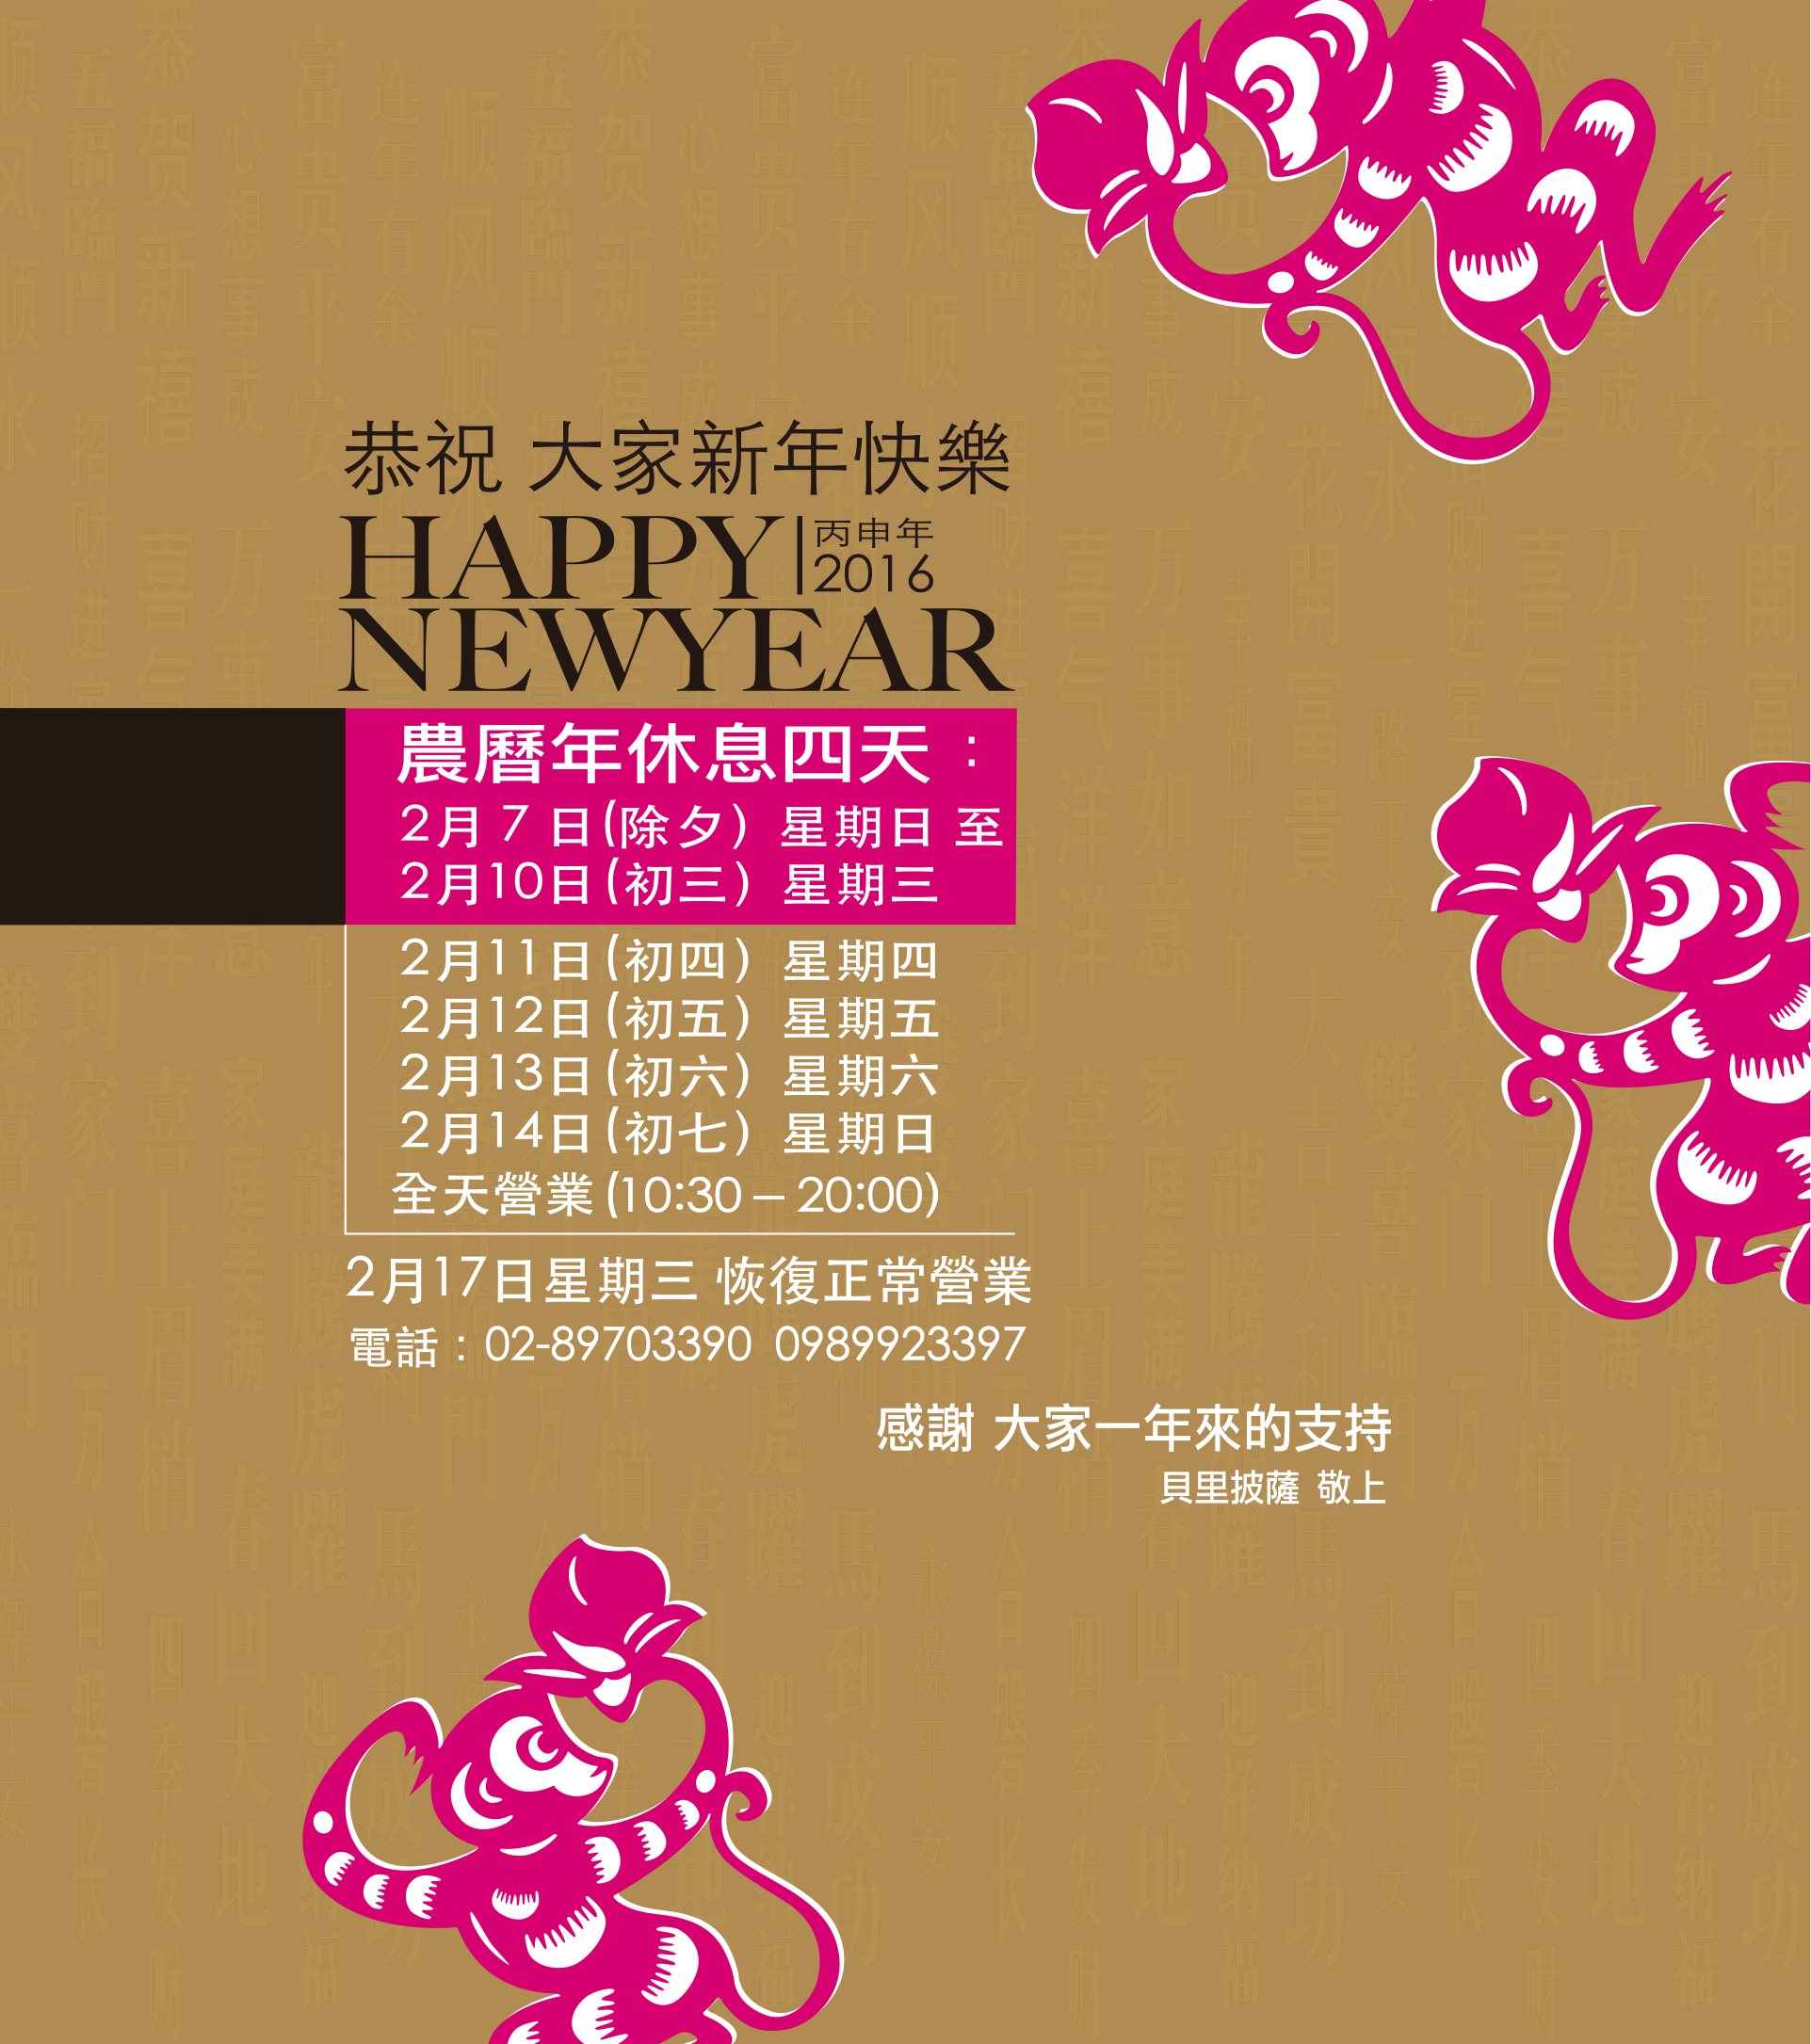 恭祝 大家新年快樂
HAPPY
丙申年
2016
NEWYEAR
農曆年休息四天：
2月 7 日(除夕) 星期日 至
2月10日(初三) 星期三
2月11日(初四) 星期四
2月12日(初五) 星期五
2月13日(初六) 星期六
2月14日(初七) 星期日
全天營業(10:30 – 20:00)
2月17日星期三 恢復正常營業
電話：02-89703390 0989923397
感謝 大家一年來的支持
貝里披薩 敬上